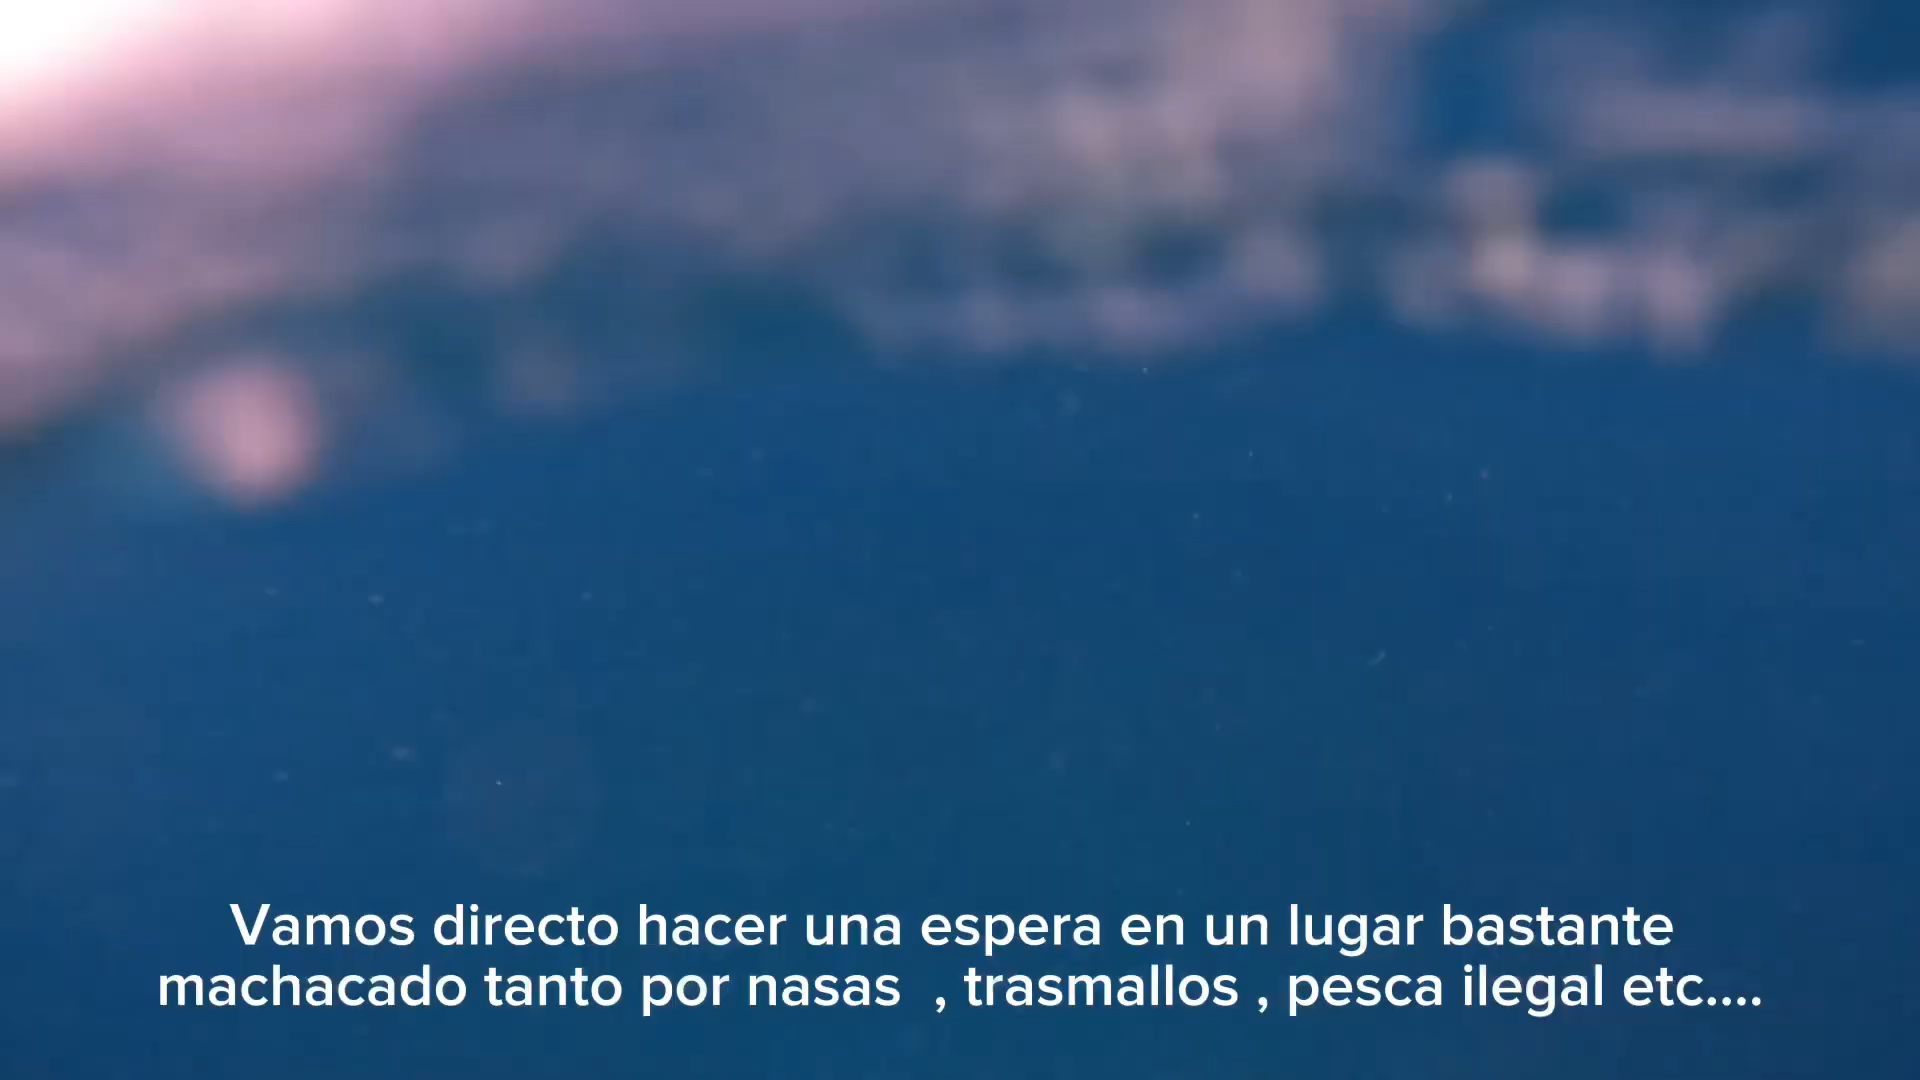 Vamos directo hacer una espera en un lugar bastante
machacado tanto por nasas  , trasmallos , pesca ilegal etc....